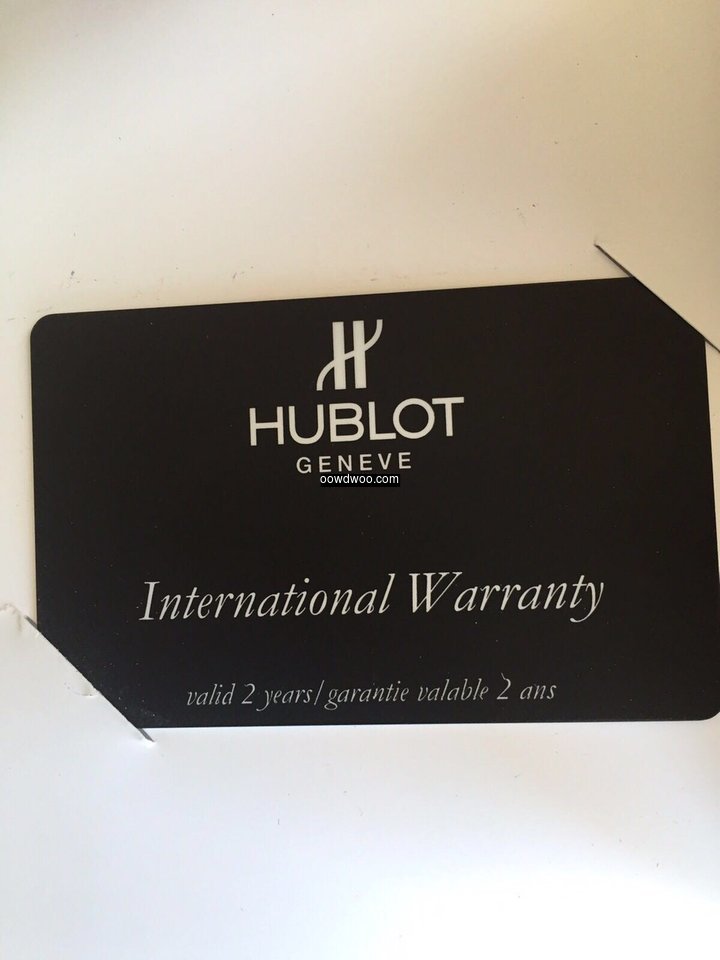 HUBLOT
GENEVE
oowdwoo.com
International Warranty
valid 2 years/garantie valable 2 ans